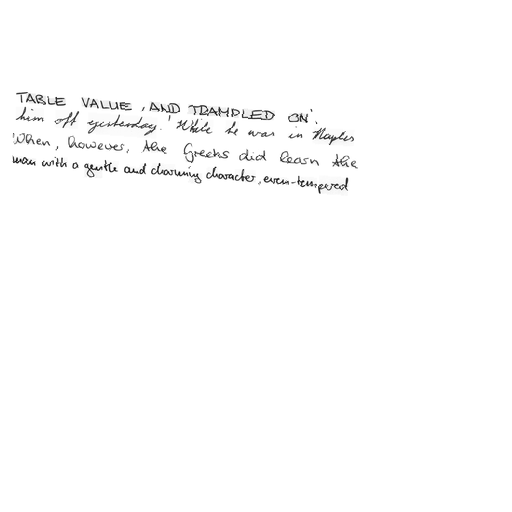 TABLE VALUE, AND TRAMPLED ON'.
him off yesterday.' While he was in Naples
When, however, the Greeks did learn the
man with a gentle and charming character, even-tempered